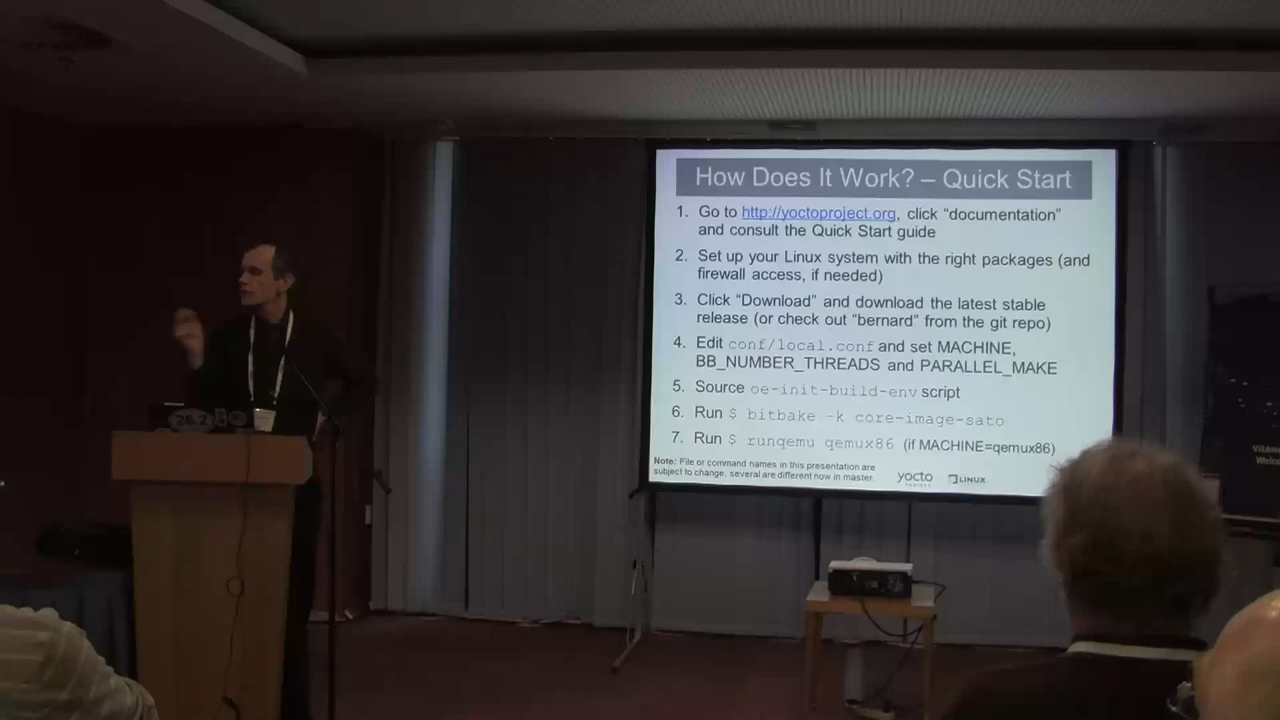 How Does It Work? – Quick Start
1. Go to http://yoctoproject.org, click “documentation”
and consult the Quick Start guide
2. Set up your Linux system with the right packages (and
firewall access, if needed)
3. Click “Download” and download the latest stable
release (or check out “bernard” from the git repo)
4. Edit conf/local.conf and set MACHINE,
BB_NUMBER_THREADS and PARALLEL_MAKE
5. Source oe-init-build-env script
6. Run $ bitbake -k core-image-sato
7. Run $ runqemu qemux86 (if MACHINE=qemux86)
Note: File or command names in this presentation are
subject to change, several are different now in master.
yocto
PROJECT
LINUX
26.2